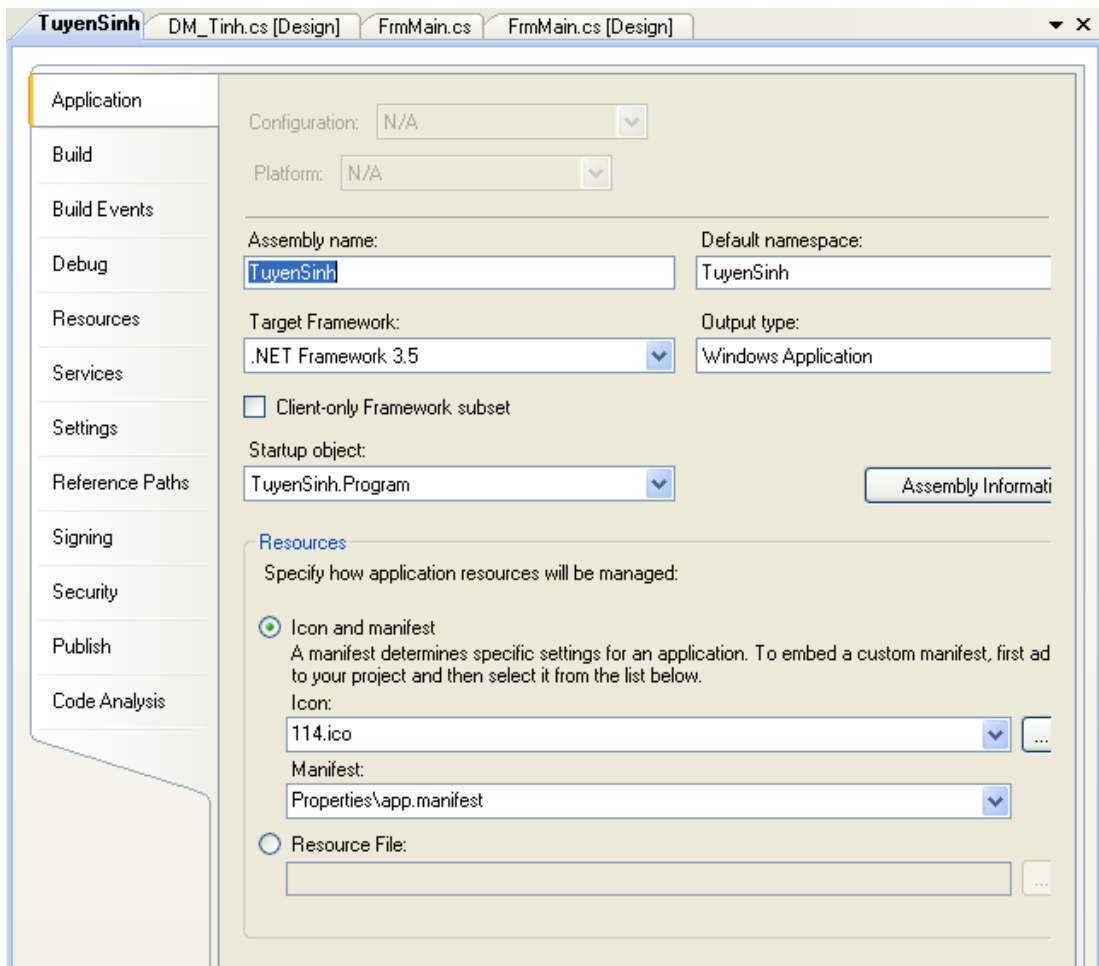 TuyenSinh DM_Tinh.cs [Design] FrmMain.cs FrmMain.cs [Design]
Application
Build
Build Events
Debug
Resources
Services
Settings
Reference Paths
Signing
Security
Publish
Code Analysis
Configuration: N/A
Platform: N/A
Assembly name: Default namespace:
TuyenSinh TuyenSinh
Target Framework: Output type:
.NET Framework 3.5 Windows Application
Client-only Framework subset
Startup object:
TuyenSinh.Program Assembly Informati
Resources
Specify how application resources will be managed:
Icon and manifest
A manifest determines specific settings for an application. To embed a custom manifest, first ad
to your project and then select it from the list below.
Icon:
114.ico ...
Manifest:
Properties\app.manifest
Resource File:
...